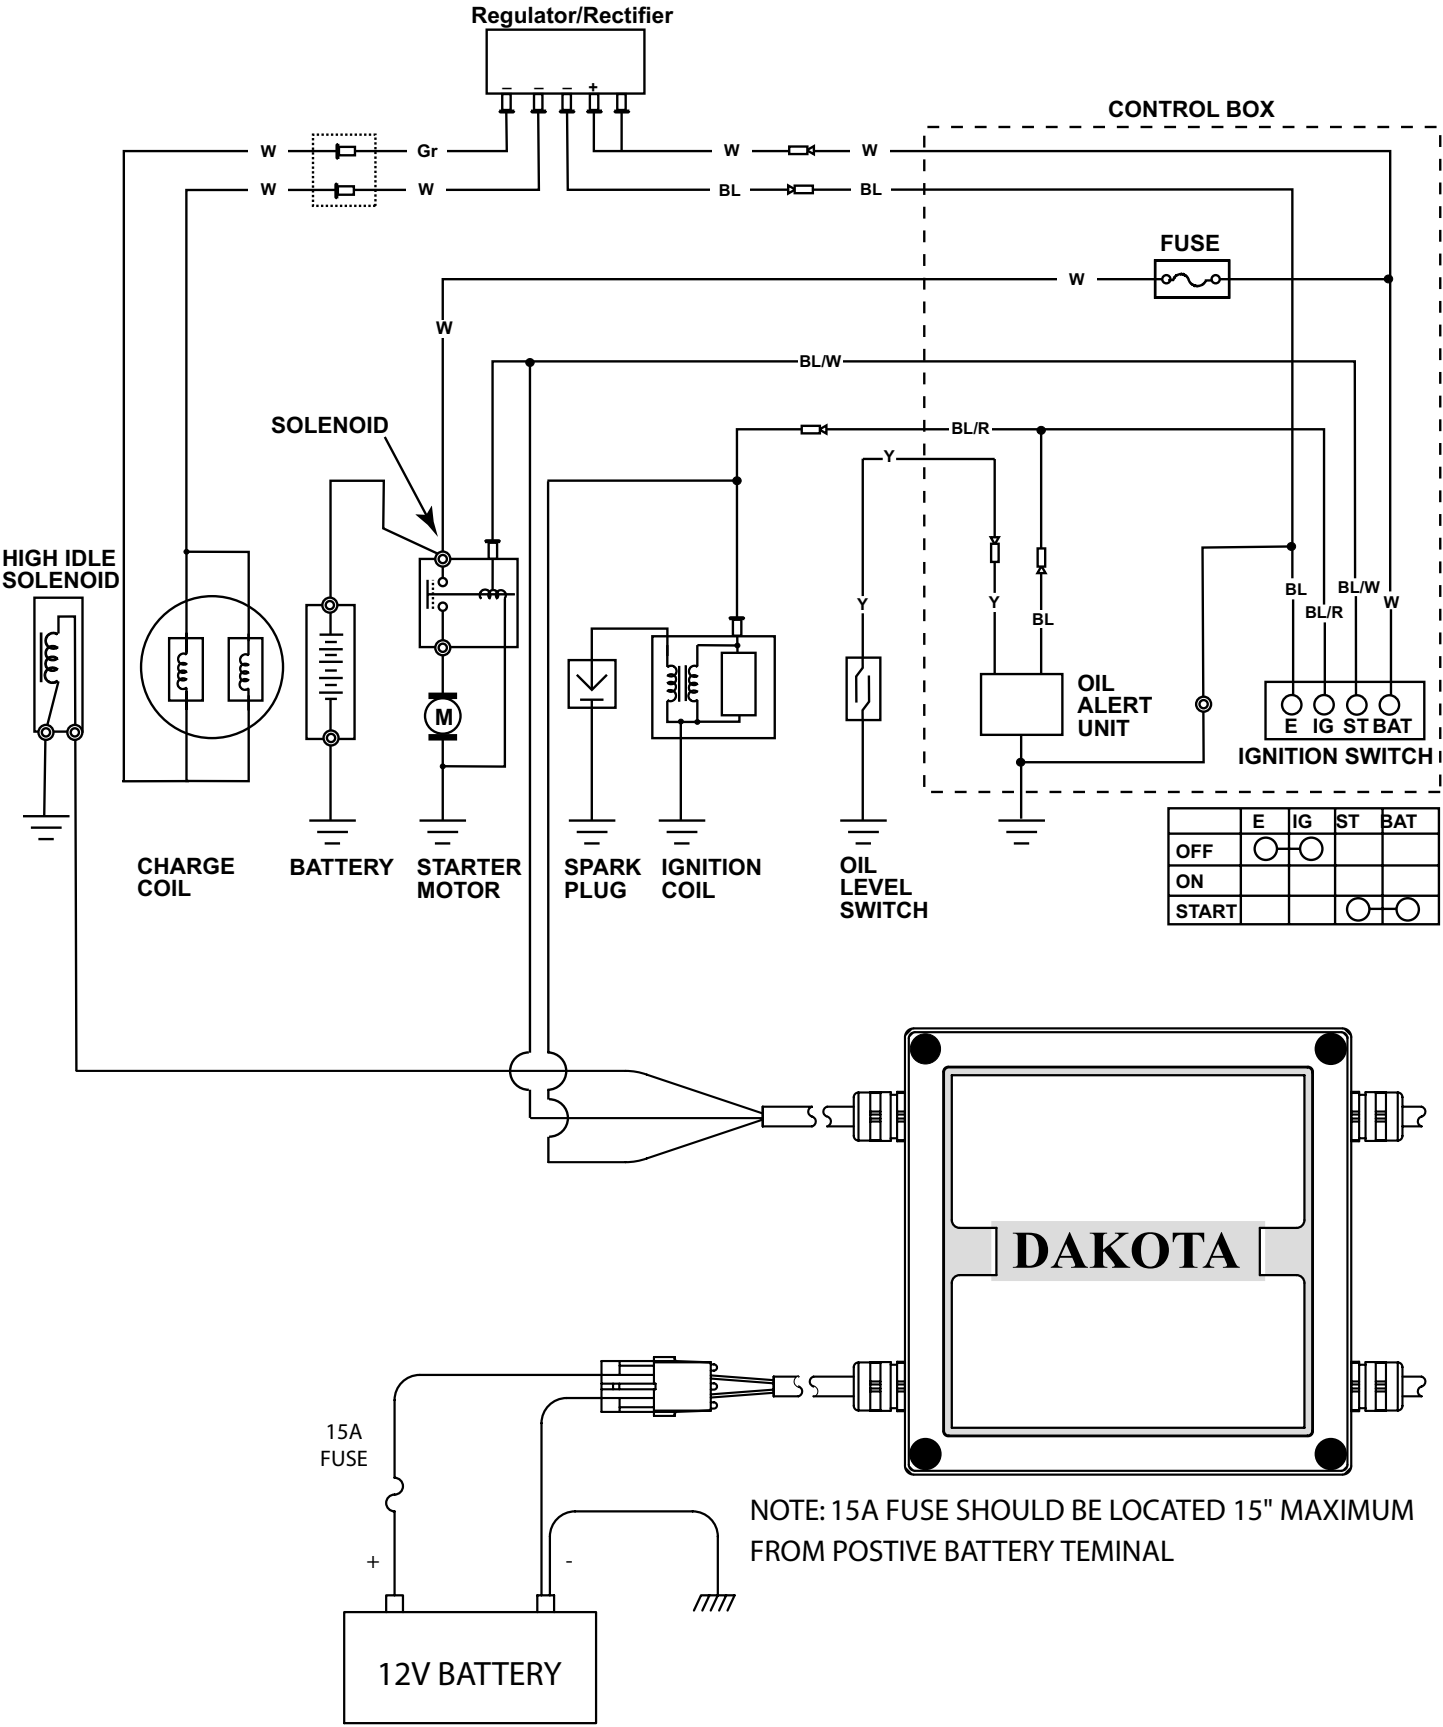 Regulator/Rectifier
– – – +
CONTROL BOX
W Gr W W
W W BL BL
FUSE
W
W
BL/W
SOLENOID
BL/R
Y
HIGH IDLE
SOLENOID
BL BL/W W
Y Y BL BL/R
M
OIL
ALERT
UNIT
E IG ST BAT
IGNITION SWITCH
E IG ST BAT
OFF
ON
START
CHARGE
COIL
BATTERY
STARTER
MOTOR
SPARK
PLUG
IGNITION
COIL
OIL
LEVEL
SWITCH
DAKOTA
15A
FUSE
NOTE: 15A FUSE SHOULD BE LOCATED 15" MAXIMUM
FROM POSTIVE BATTERY TEMINAL
+ -
12V BATTERY